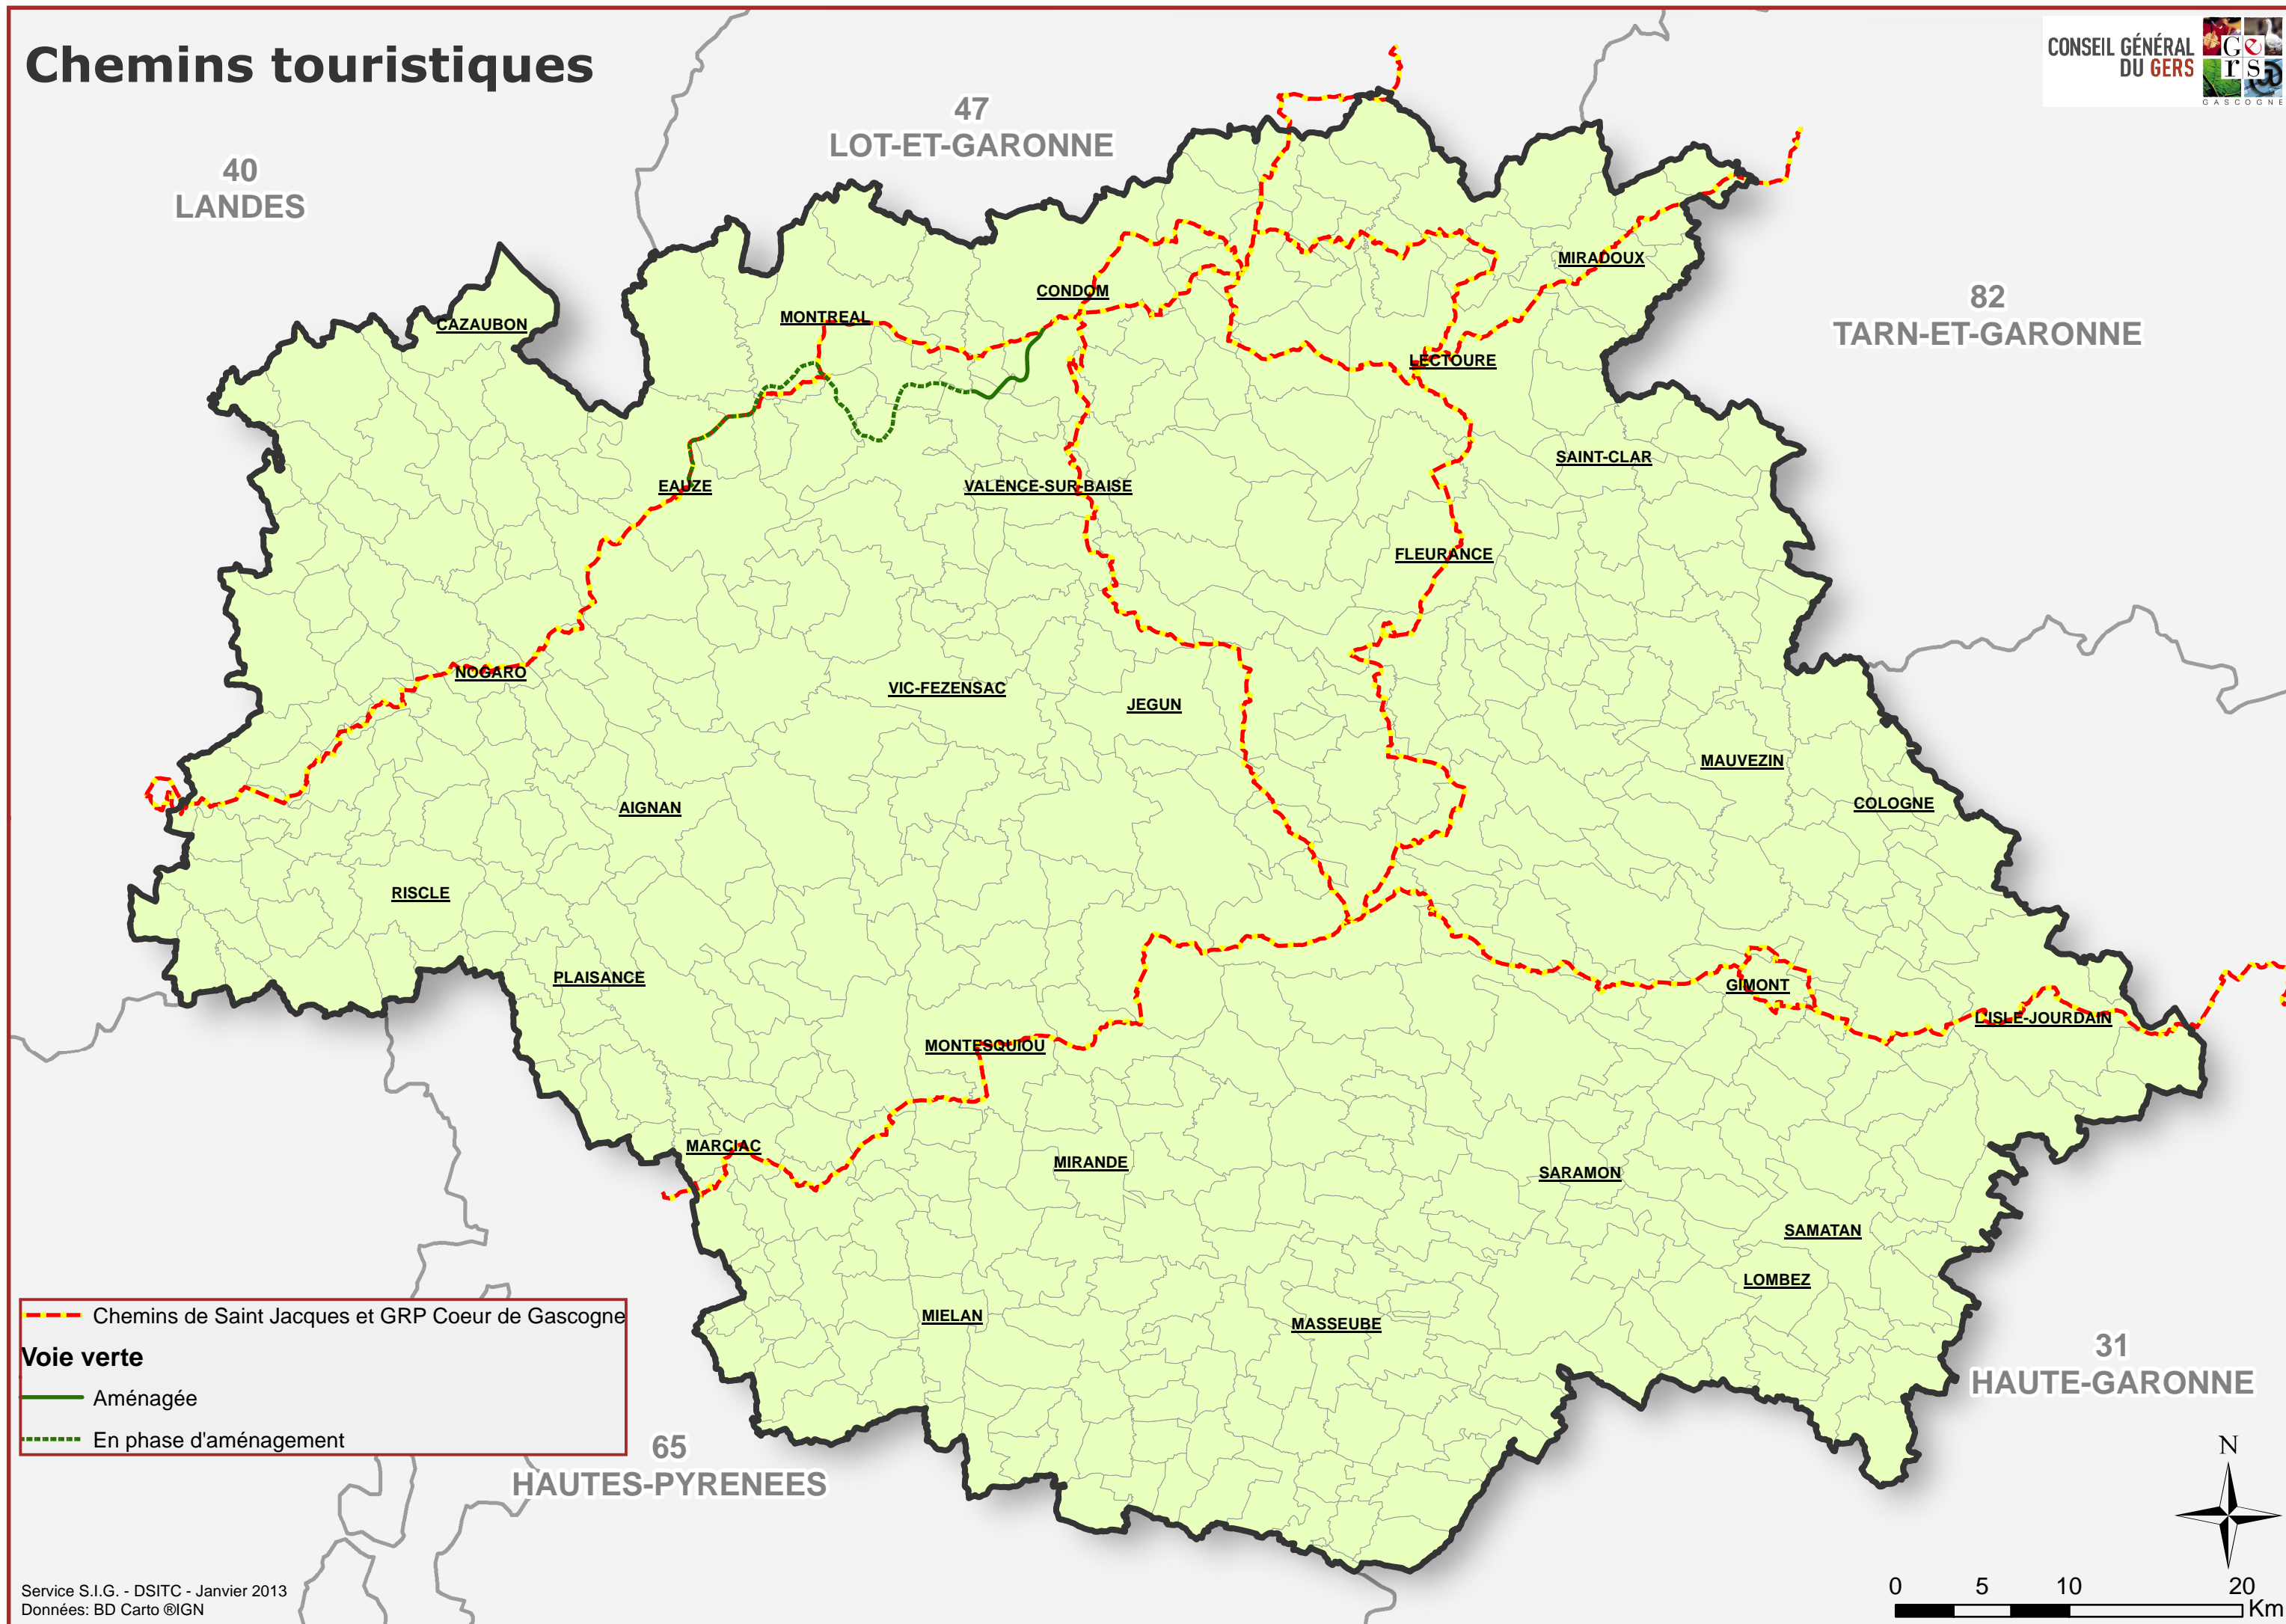 Chemins touristiques
CONSEIL GÉNÉRAL
DU GERS
Ge
rs
GASCOGNE
47
LOT-ET-GARONNE
40
LANDES
82
TARN-ET-GARONNE
MIRADOUX
CONDOM
MONTREAL
CAZAUBON
LECTOURE
SAINT-CLAR
EAUZE
VALENCE-SUR-BAISE
FLEURANCE
NOGARO
VIC-FEZENSAC
JEGUN
MAUVEZIN
COLOGNE
AIGNAN
RISCLE
PLAISANCE
GIMONT
L'ISLE-JOURDAIN
MONTESQUIOU
MARCIAC
MIRANDE
SARAMON
SAMATAN
LOMBEZ
MIELAN
MASSEUBE
31
HAUTE-GARONNE
65
HAUTES-PYRENEES
Chemins de Saint Jacques et GRP Coeur de Gascogne
Voie verte
Aménagée
En phase d'aménagement
N
0 5 10 20
Km
Service S.I.G. - DSITC - Janvier 2013
Données: BD Carto ®IGN